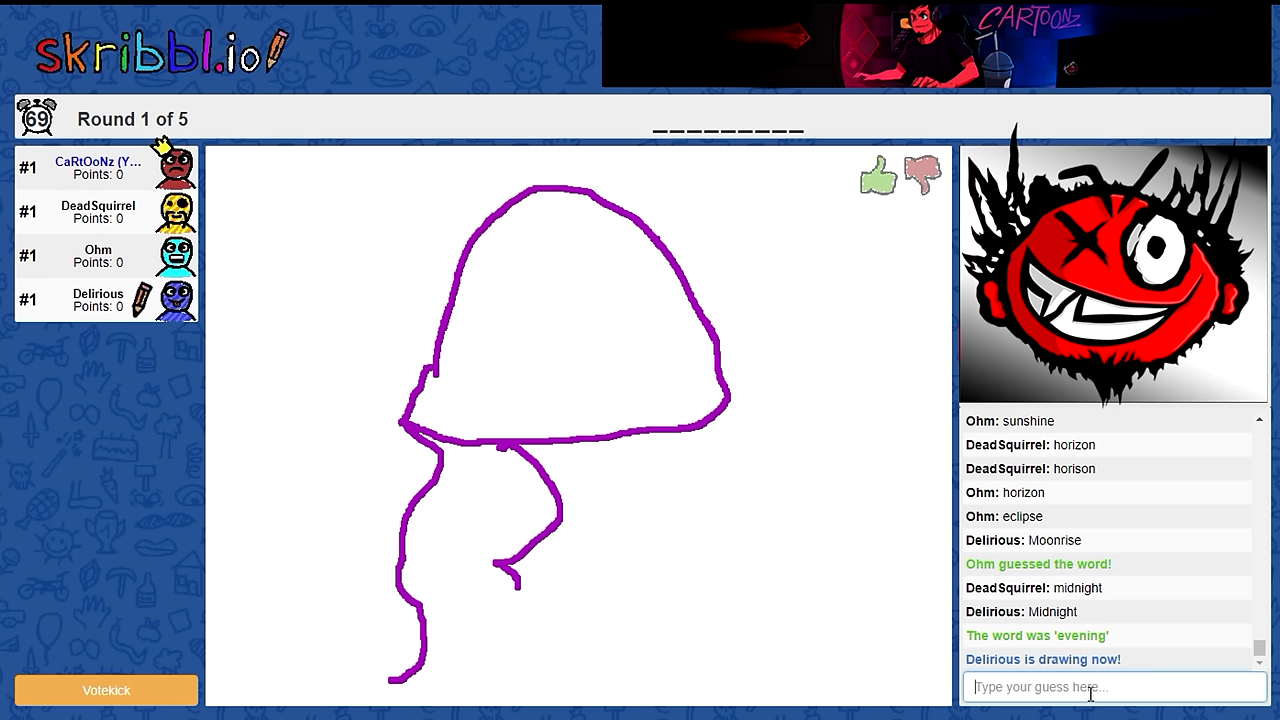 skribbl.io
CARTOONZ
69
Round 1 of 5
_________
#1 CaRtOoNz (Y...
Points: 0
#1 DeadSquirrel
Points: 0
#1 Ohm
Points: 0
#1 Delirious
Points: 0
Ohm: sunshine
DeadSquirrel: horizon
DeadSquirrel: horison
Ohm: horizon
Ohm: eclipse
Delirious: Moonrise
Ohm guessed the word!
DeadSquirrel: midnight
Delirious: Midnight
The word was 'evening'
Delirious is drawing now!
Type your guess here...
Votekick